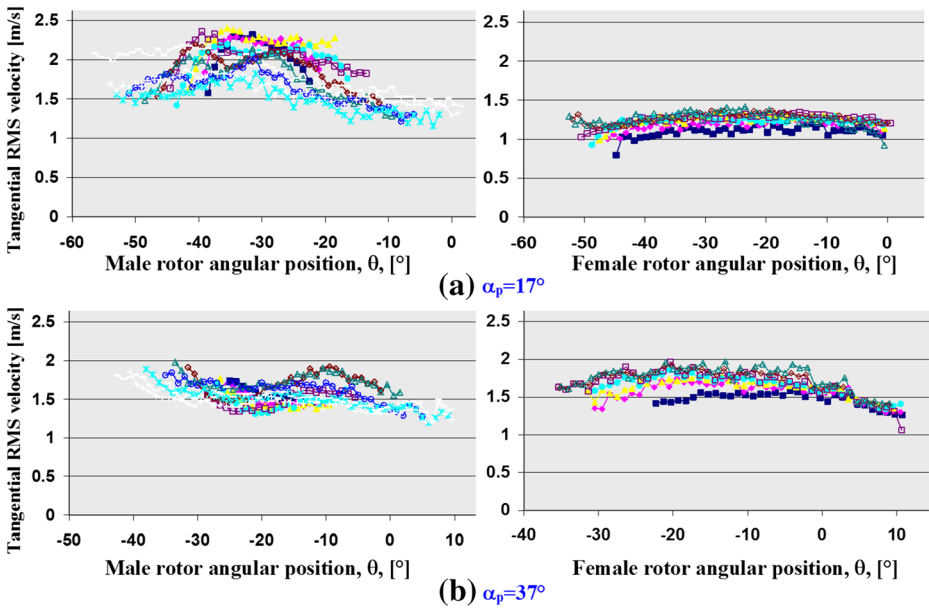 Tangential RMS velocity [m/s]
2.5
2
1.5
1
0.5
0
-60 -50 -40 -30 -20 -10 0
Male rotor angular position, θ, [°]
2.5
2
1.5
1
0.5
0
-60 -50 -40 -30 -20 -10 0
Female rotor angular position, θ, [°]
(a) αp=17°
Tangential RMS velocity [m/s]
2.5
2
1.5
1
0.5
0
-50 -40 -30 -20 -10 0 10
Male rotor angular position, θ, [°]
2.5
2
1.5
1
0.5
0
-40 -30 -20 -10 0 10
Female rotor angular position, θ, [°]
(b) αp=37°